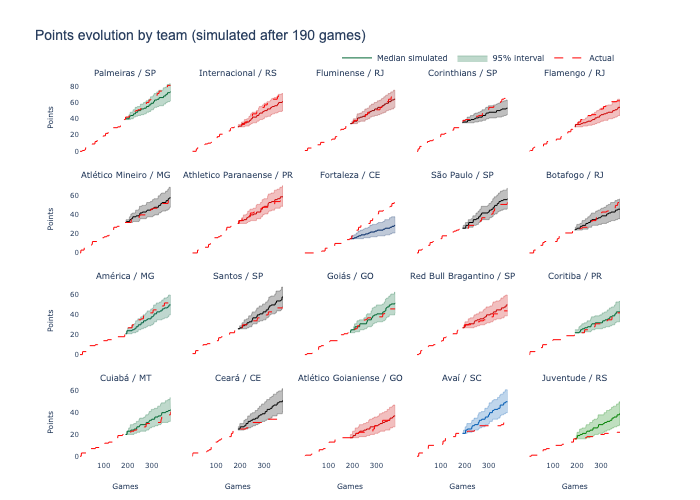 Points evolution by team (simulated after 190 games)
Median simulated 95% interval Actual
Palmeiras / SP Internacional / RS Fluminense / RJ Corinthians / SP Flamengo / RJ
80
60
40
20
0
Points
Atlético Mineiro / MG Athletico Paranaense / PR Fortaleza / CE São Paulo / SP Botafogo / RJ
60
40
20
0
Points
América / MG Santos / SP Goiás / GO Red Bull Bragantino / SP Coritiba / PR
60
40
20
0
Points
Cuiabá / MT Ceará / CE Atlético Goianiense / GO Avaí / SC Juventude / RS
60
40
20
0
Points
100 200 300 100 200 300 100 200 300 100 200 300 100 200 300
Games Games Games Games Games